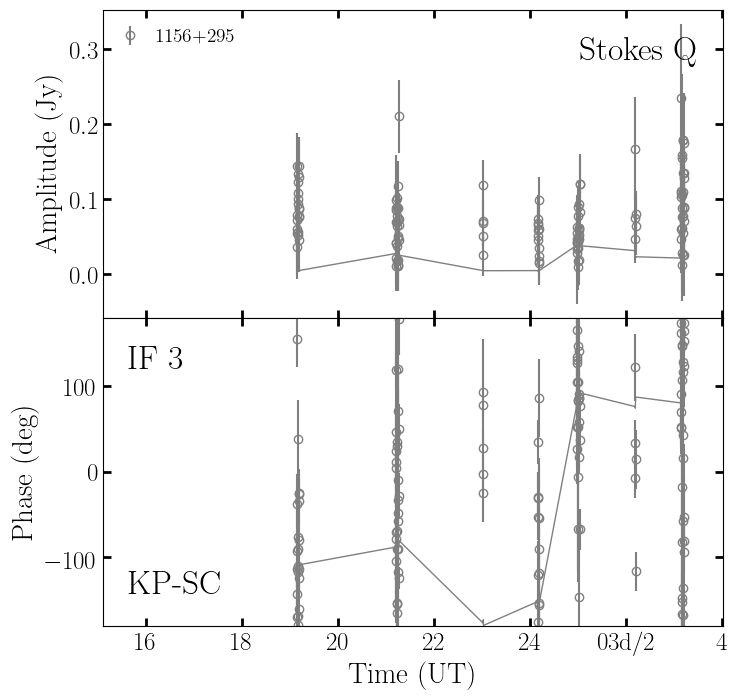 1156+295
Stokes Q
0.3
0.2
0.1
0.0
Amplitude (Jy)
IF 3
KP-SC
100
0
−100
Phase (deg)
16 18 20 22 24 03d/2 4
Time (UT)